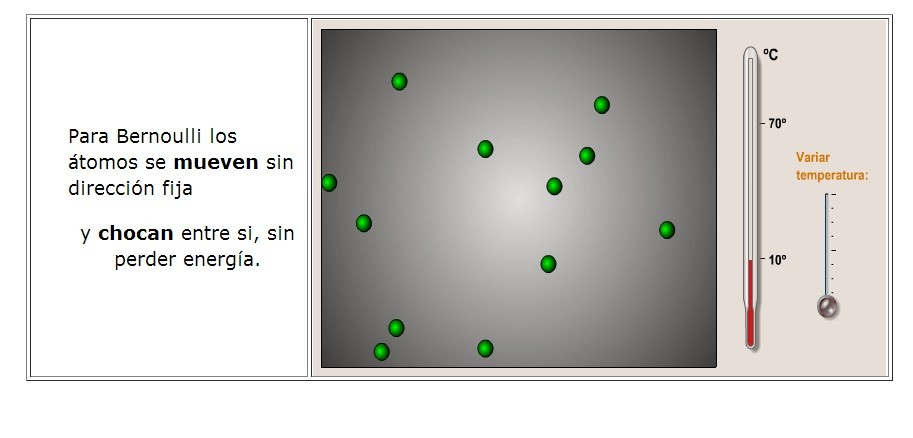 Para Bernoulli los
átomos se mueven sin
dirección fija
y chocan entre si, sin
perder energía.
ºC
70º
Variar
temperatura:
10º